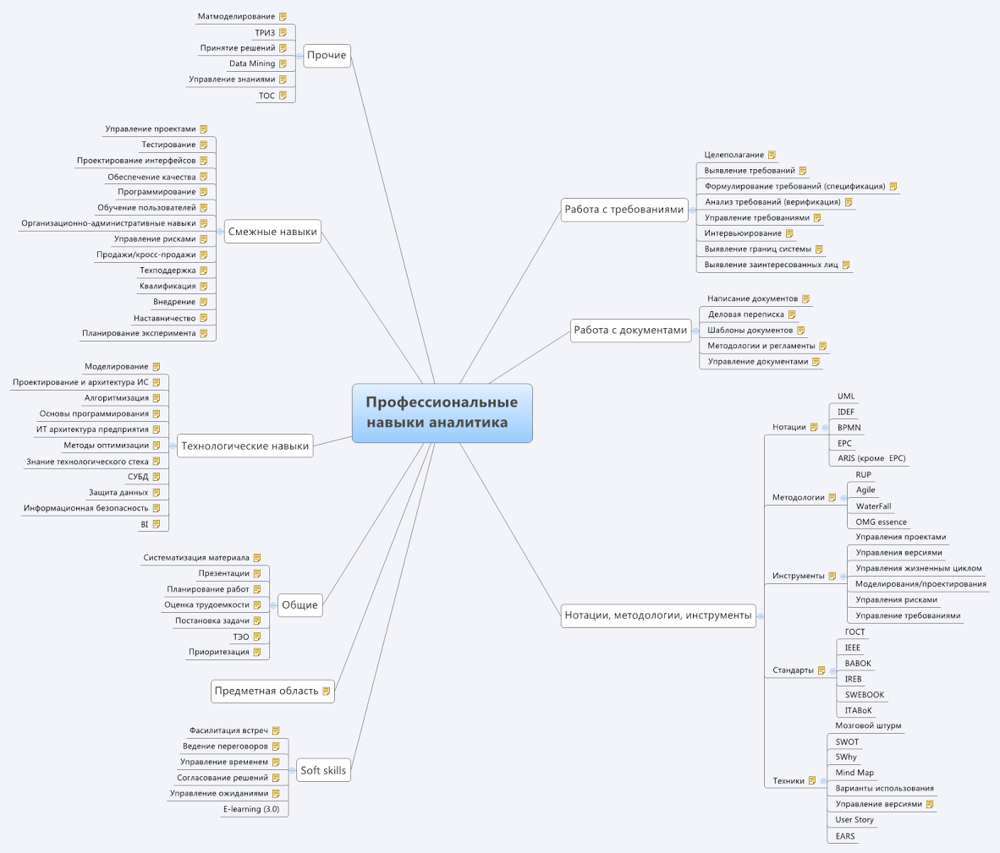 Профессиональные
навыки аналитика
Прочие
Матмоделирование
ТРИЗ
Принятие решений
Data Mining
Управление знаниями
ТОС
Смежные навыки
Управление проектами
Тестирование
Проектирование интерфейсов
Обеспечение качества
Программирование
Обучение пользователей
Организационно-административные навыки
Управление рисками
Продажи/кросс-продажи
Техподдержка
Квалификация
Внедрение
Наставничество
Планирование эксперимента
Технологические навыки
Моделирование
Проектирование и архитектура ИС
Алгоритмизация
Основы программирования
ИТ архитектура предприятия
Методы оптимизации
Знание технологического стека
СУБД
Защита данных
Информационная безопасность
BI
Общие
Систематизация материала
Презентации
Планирование работ
Оценка трудоемкости
Постановка задачи
ТЭО
Приоритезация
Предметная область
Soft skills
Фасилитация встреч
Ведение переговоров
Управление временем
Согласование решений
Управление ожиданиями
E-learning (3.0)
Работа с требованиями
Целеполагание
Выявление требований
Формулирование требований (спецификация)
Анализ требований (верификация)
Управление требованиями
Интервьюирование
Выявление границ системы
Выявление заинтересованных лиц
Работа с документами
Написание документов
Деловая переписка
Шаблоны документов
Методологии и регламенты
Управление документами
Нотации, методологии, инструменты
Нотации
UML
IDEF
BPMN
EPC
ARIS (кроме EPC)
Методологии
RUP
Agile
WaterFall
OMG essence
Инструменты
Управления проектами
Управления версиями
Управления жизненным циклом
Моделирования/проектирования
Управления рисками
Управление требованиями
Стандарты
ГОСТ
IEEE
BABOK
IREB
SWEBOOK
ITABoK
Техники
Мозговой штурм
SWOT
5Why
Mind Map
Варианты использования
Управление версиями
User Story
EARS